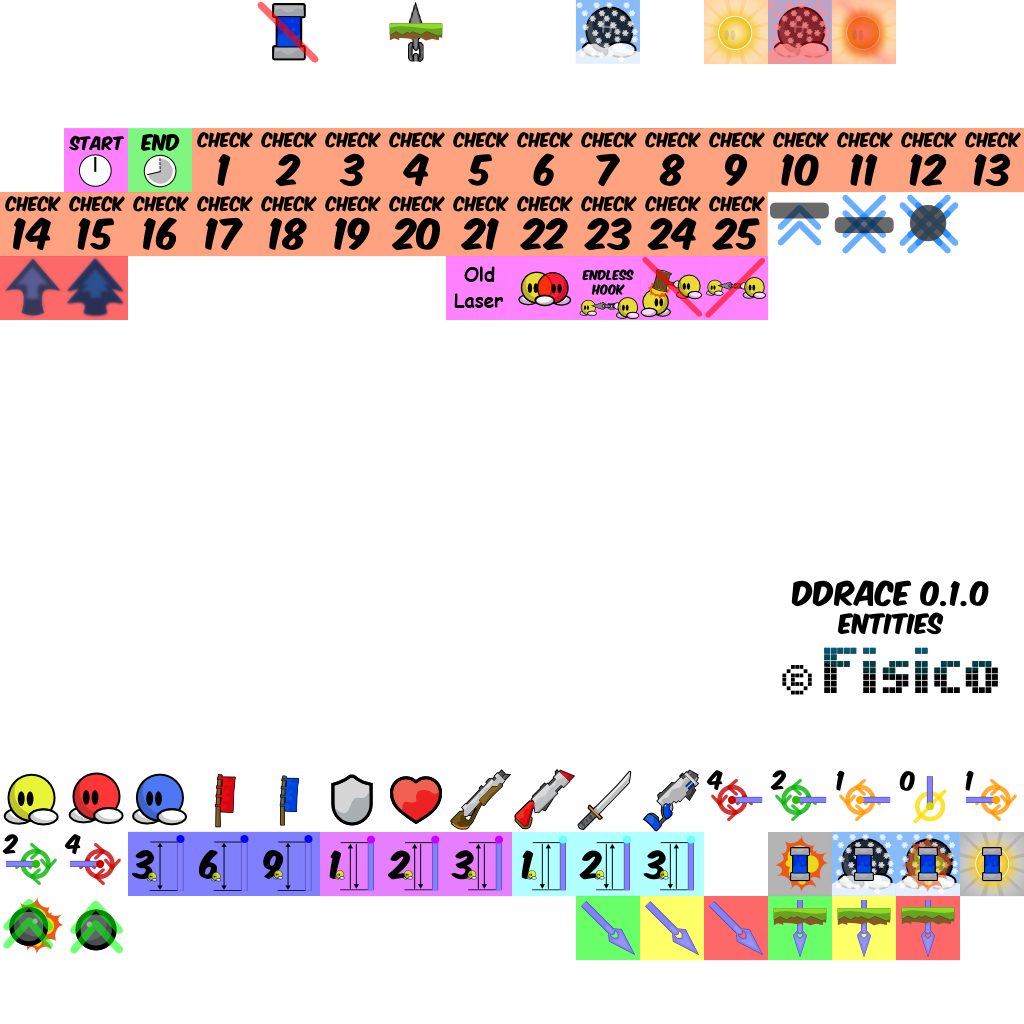 START END CHECK CHECK CHECK CHECK CHECK CHECK CHECK CHECK CHECK CHECK CHECK CHECK CHECK
1 2 3 4 5 6 7 8 9 10 11 12 13
CHECK CHECK CHECK CHECK CHECK CHECK CHECK CHECK CHECK CHECK CHECK CHECK
14 15 16 17 18 19 20 21 22 23 24 25
Old
Laser
ENDLESS
HOOK
DDRACE 0.1.0
ENTITIES
© Fisico
4 2 1 0 1
2 4 3 6 9 1 2 3 1 2 3